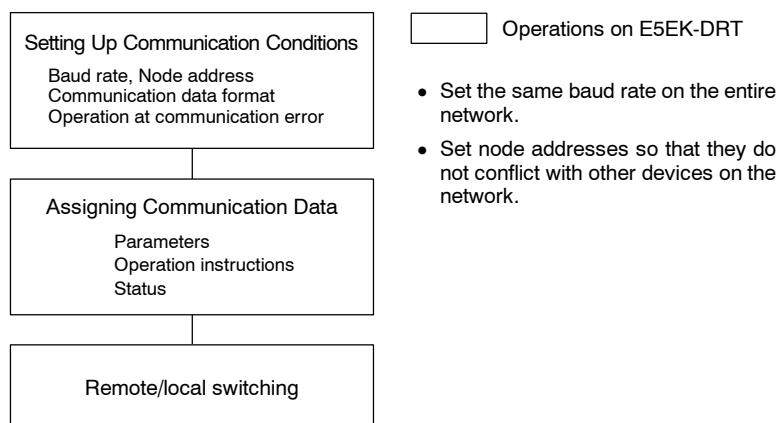 Setting Up Communication Conditions
Baud rate, Node address
Communication data format
Operation at communication error
Assigning Communication Data
Parameters
Operation instructions
Status
Remote/local switching
Operations on E5EK-DRT
• Set the same baud rate on the entire
network.
• Set node addresses so that they do
not conflict with other devices on the
network.